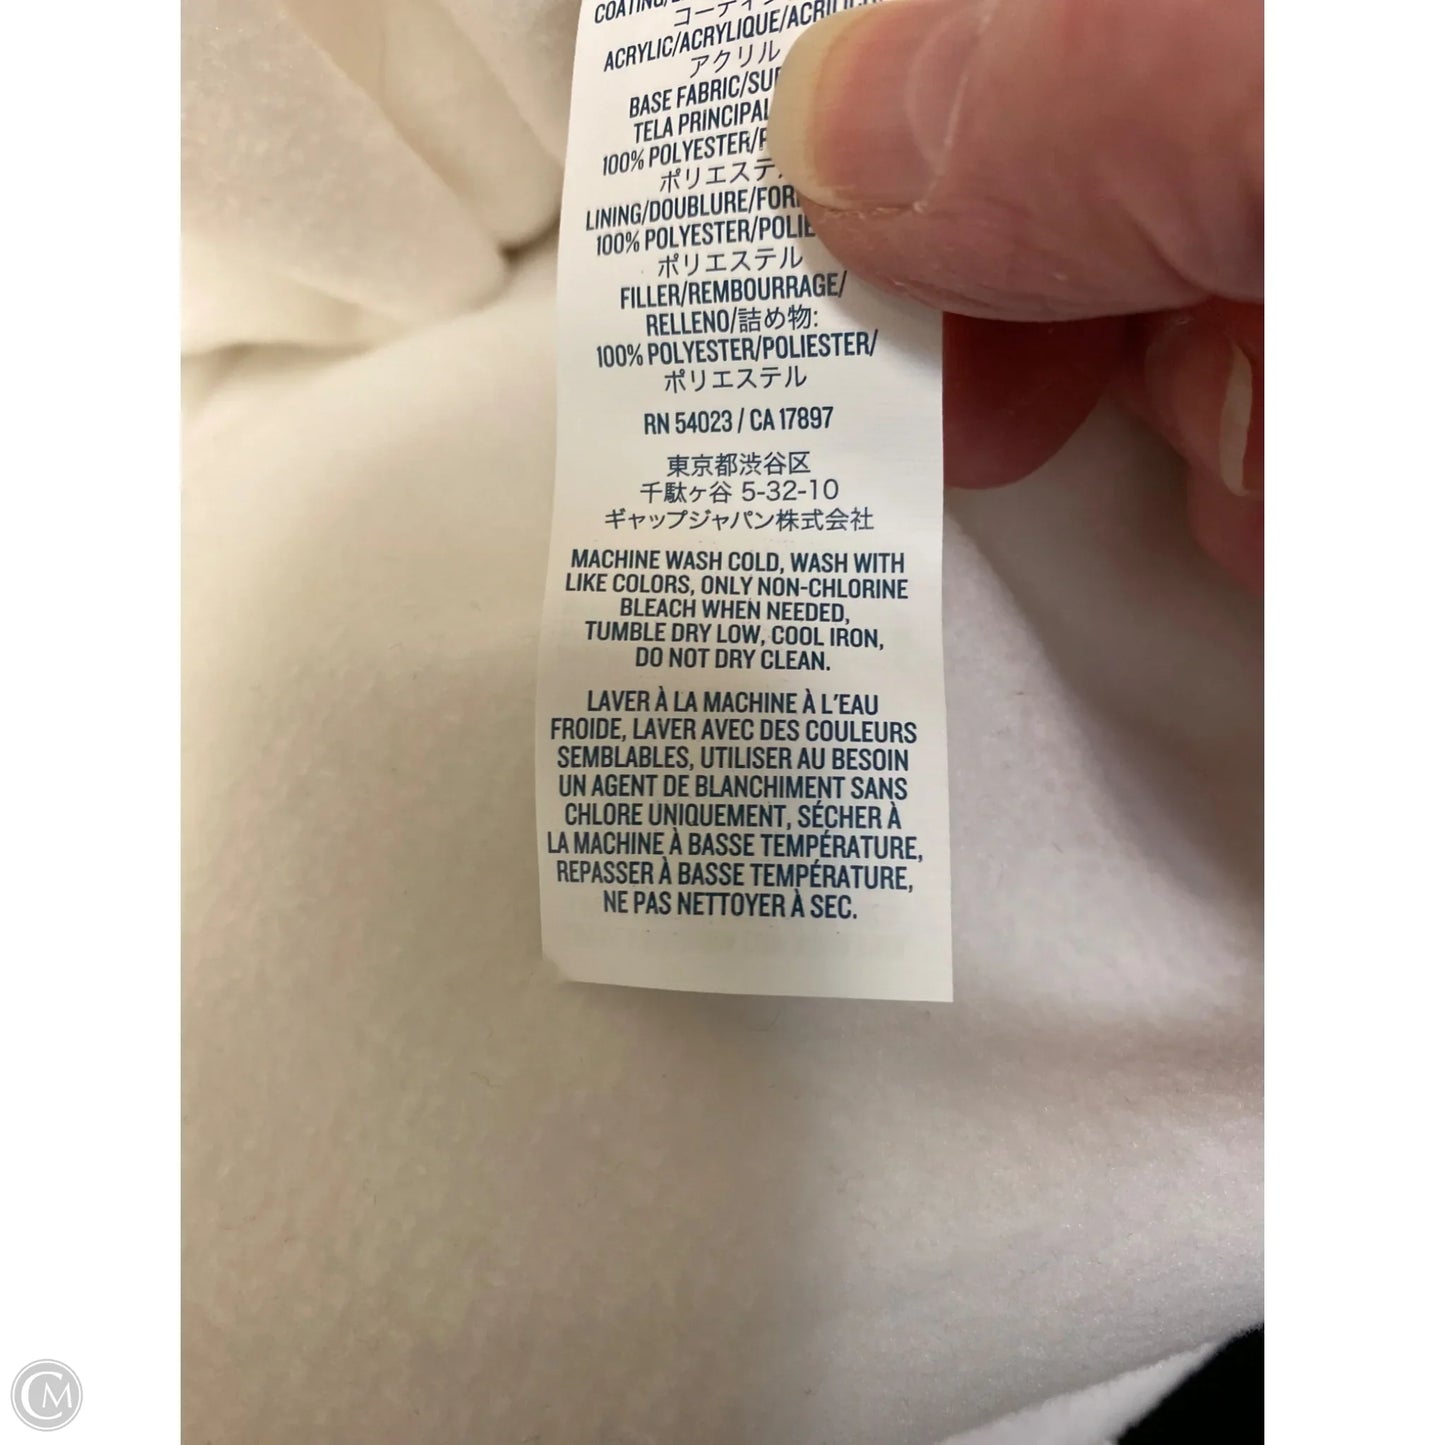 COATING/
コーティン
ACRYLIC/ACRYLIQUE/ACRÍLICO
アクリル
BASE FABRIC/
TELA PRINCIPAL
100% POLYESTER/
ポリエステ
LINING/DOUBLURE/
100% POLYESTER/
ポリエステル
FILLER/REMBOURRAGE/
RELLENO/詰め物:
100% POLYESTER/POLIESTER/
ポリエステル
RN 54023 / CA 17897
東京都渋谷区
千駄ヶ谷 5-32-10
ギャップジャパン株式会社
MACHINE WASH COLD, WASH WITH
LIKE COLORS, ONLY NON-CHLORINE
BLEACH WHEN NEEDED,
TUMBLE DRY LOW, COOL IRON,
DO NOT DRY CLEAN.
LAVER À LA MACHINE À L'EAU
FROIDE, LAVER AVEC DES COULEURS
SEMBLABLES, UTILISER AU BESOIN
UN AGENT DE BLANCHIMENT SANS
CHLORE UNIQUEMENT, SÉCHER À
LA MACHINE À BASSE TEMPÉRATURE,
REPASSER À BASSE TEMPÉRATURE,
NE PAS NETTOYER À SEC.
CM